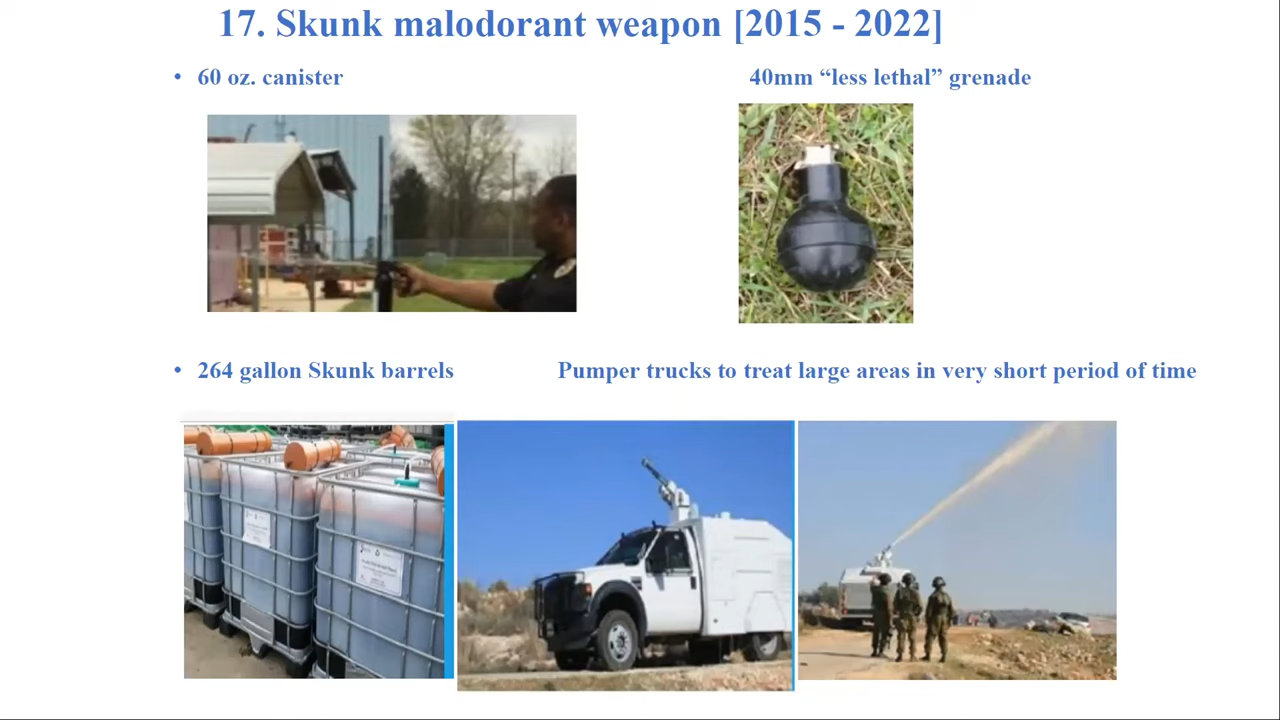 17. Skunk malodorant weapon [2015 - 2022]
• 60 oz. canister
40mm “less lethal” grenade
• 264 gallon Skunk barrels
Pumper trucks to treat large areas in very short period of time